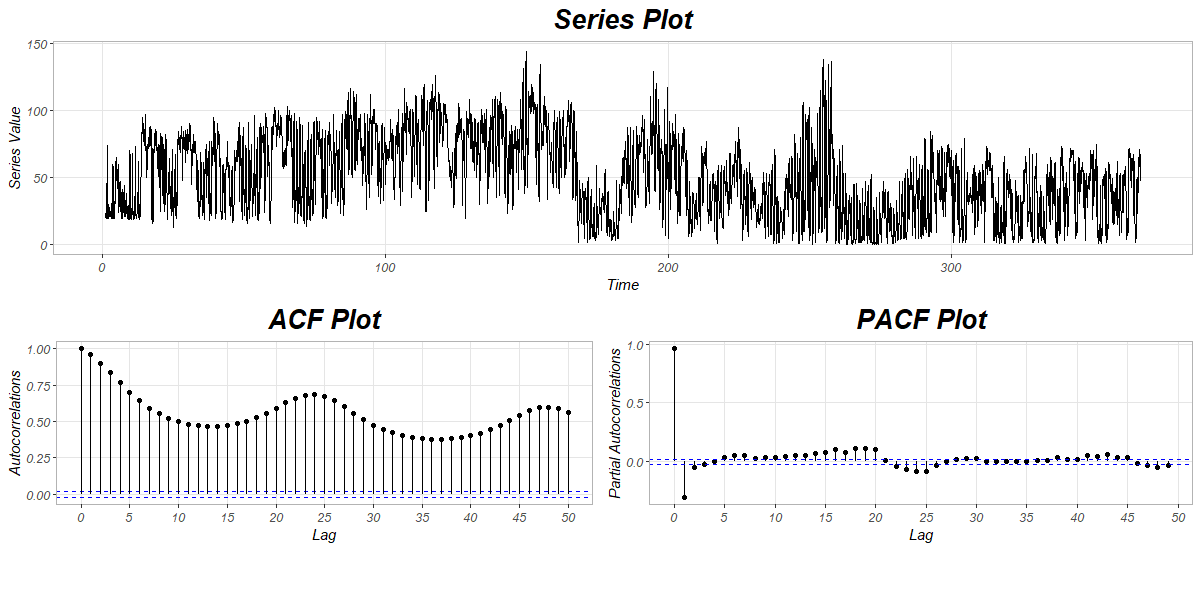 Series Plot
150
100
50
0
Series Value
0 100 200 300
Time
ACF Plot
1.00
0.75
0.50
0.25
0.00
Autocorrelations
0 5 10 15 20 25 30 35 40 45 50
Lag
PACF Plot
1.0
0.5
0.0
Partial Autocorrelations
0 5 10 15 20 25 30 35 40 45 50
Lag